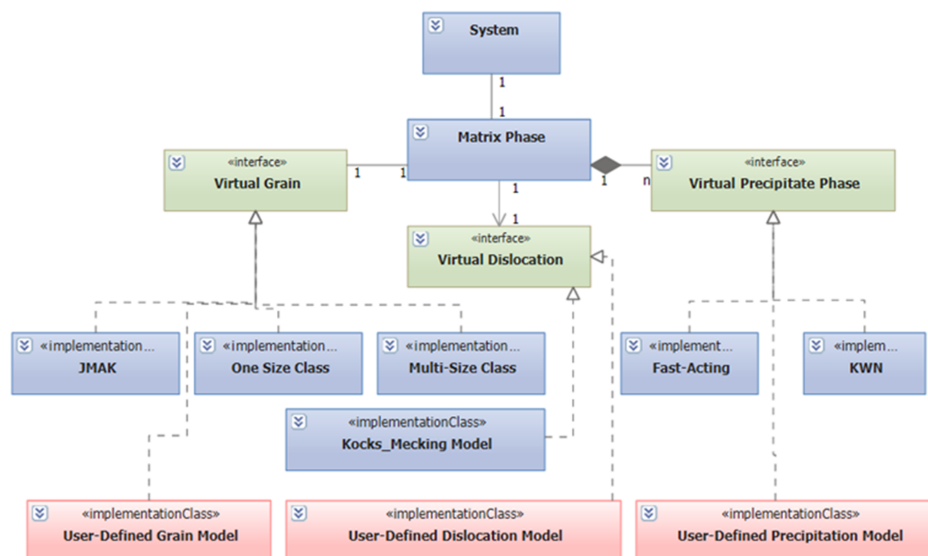 System
1
1
Matrix Phase
«interface»
Virtual Grain
1
1
1
n
«interface»
Virtual Precipitate Phase
1
1
«interface»
Virtual Dislocation
«implementation...
JMAK
«implementation...
One Size Class
«implementation...
Multi-Size Class
«implement...
Fast-Acting
«implem...
KWN
«implementationClass»
Kocks_Mecking Model
«implementationClass»
User-Defined Grain Model
«implementationClass»
User-Defined Dislocation Model
«implementationClass»
User-Defined Precipitation Model